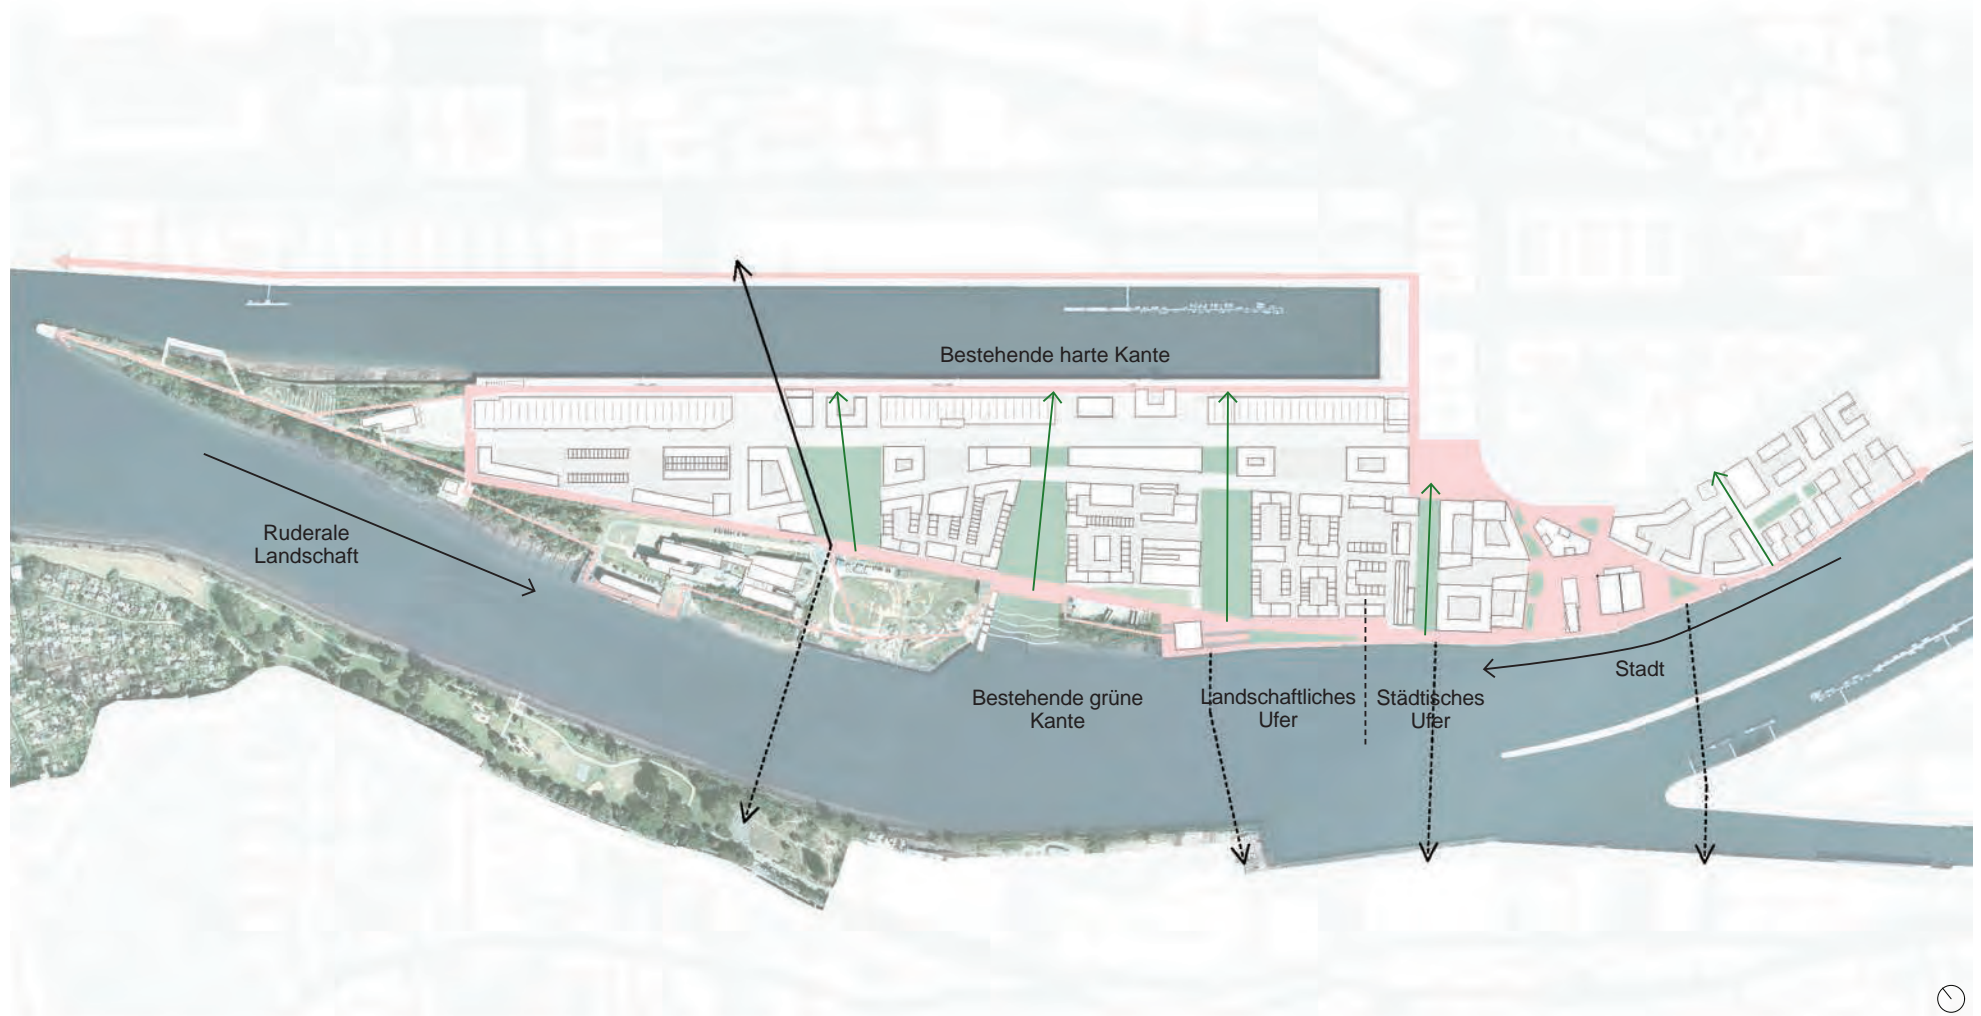 Bestehende harte Kante
Ruderale
Landschaft
Bestehende grüne
Kante
Landschaftliches
Ufer
Städtisches
Ufer
Stadt